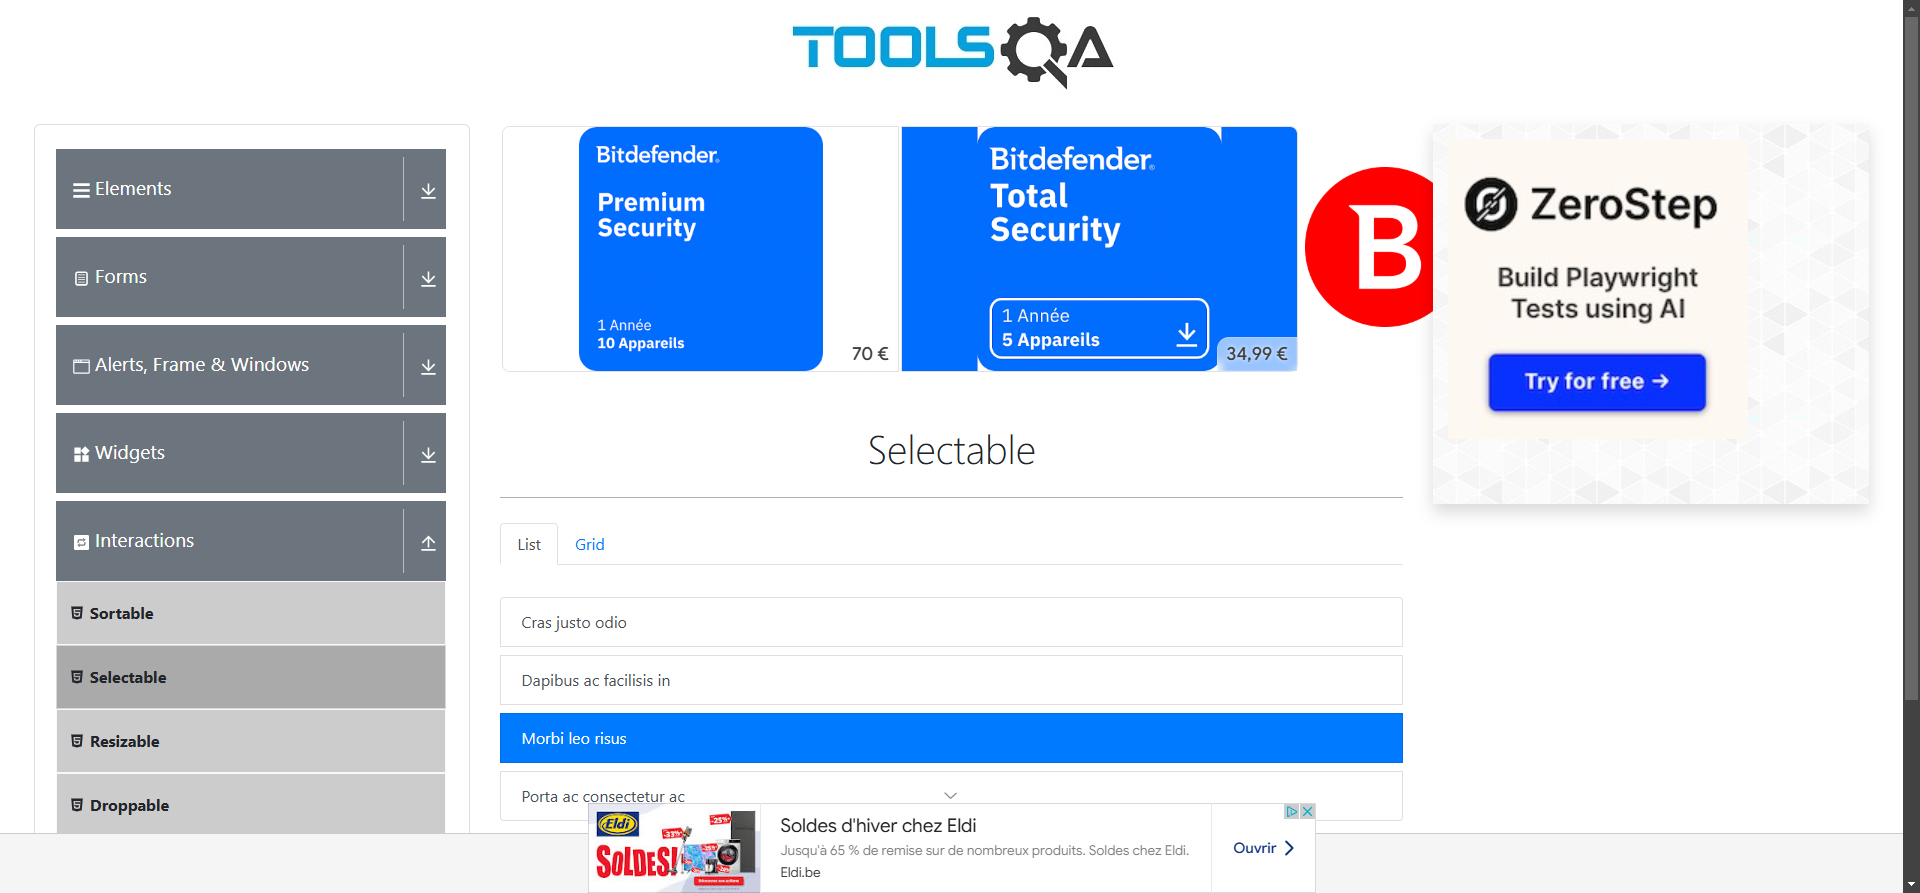 TOOLSQA
Elements
Forms
Alerts, Frame & Windows
Widgets
Interactions
Sortable
Selectable
Resizable
Droppable
Bitdefender
Premium
Security
1 Année
10 Appareils
70 €
Bitdefender
Total
Security
1 Année
5 Appareils
34,99 €
B
ZeroStep
Build Playwright
Tests using AI
Try for free →
Selectable
List
Grid
Cras justo odio
Dapibus ac facilisis in
Morbi leo risus
Porta ac consectetur ac
Eldi
SOLDES!
-33%
-25%
Soldes d'hiver chez Eldi
Jusqu'à 65 % de remise sur de nombreux produits. Soldes chez Eldi.
Eldi.be
Ouvrir